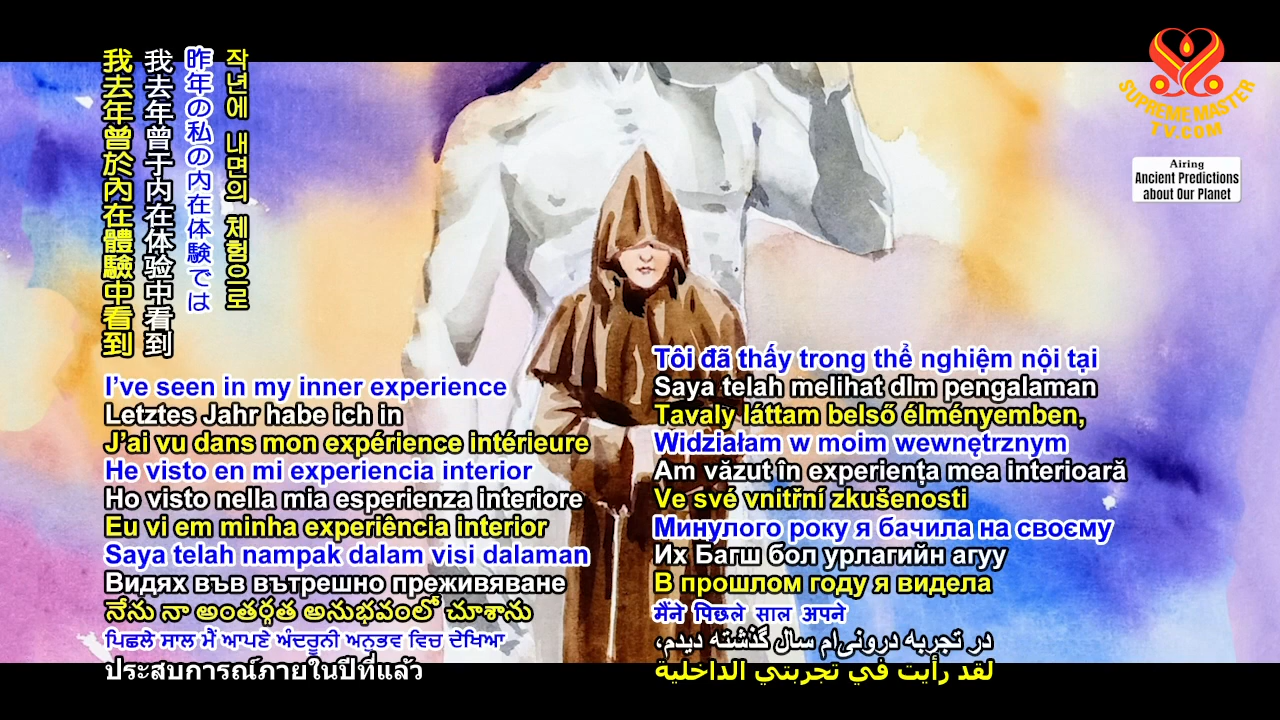 我去年曾於內在體驗中看到
我去年曾于内在体验中看到
昨年の私の内在体験では
작년에 내면의 체험으로
I've seen in my inner experience
Letztes Jahr habe ich in
J'ai vu dans mon expérience intérieure
He visto en mi experiencia interior
Ho visto nella mia esperienza interiore
Eu vi em minha experiência interior
Saya telah nampak dalam visi dalaman
Видях във вътрешно преживяване
నేను నా అంతర్గత అనుభవంలో చూశాను
ਪਿਛਲੇ ਸਾਲ ਮੈਂ ਆਪਣੇ ਅੰਦਰੂਨੀ ਅਨੁਭਵ ਵਿਚ ਦੇਖਿਆ
ประสบการณ์ภายในปีที่แล้ว
Tôi đã thấy trong thể nghiệm nội tại
Saya telah melihat dlm pengalaman
Tavaly láttam belső élményemben,
Widziałam w moim wewnętrznym
Am văzut în experiența mea interioară
Ve své vnitřní zkušenosti
Минулого року я бачила на своєму
Их Багш бол урлагийн агуу
В прошлом году я видела
मैंने पिछले साल अपने
در تجربه درونی‌ام سال گذشته دیدم،
لقد رأيت في تجربتي الداخلية
SUPREME MASTER
TV.COM
Airing
Ancient Predictions
about Our Planet